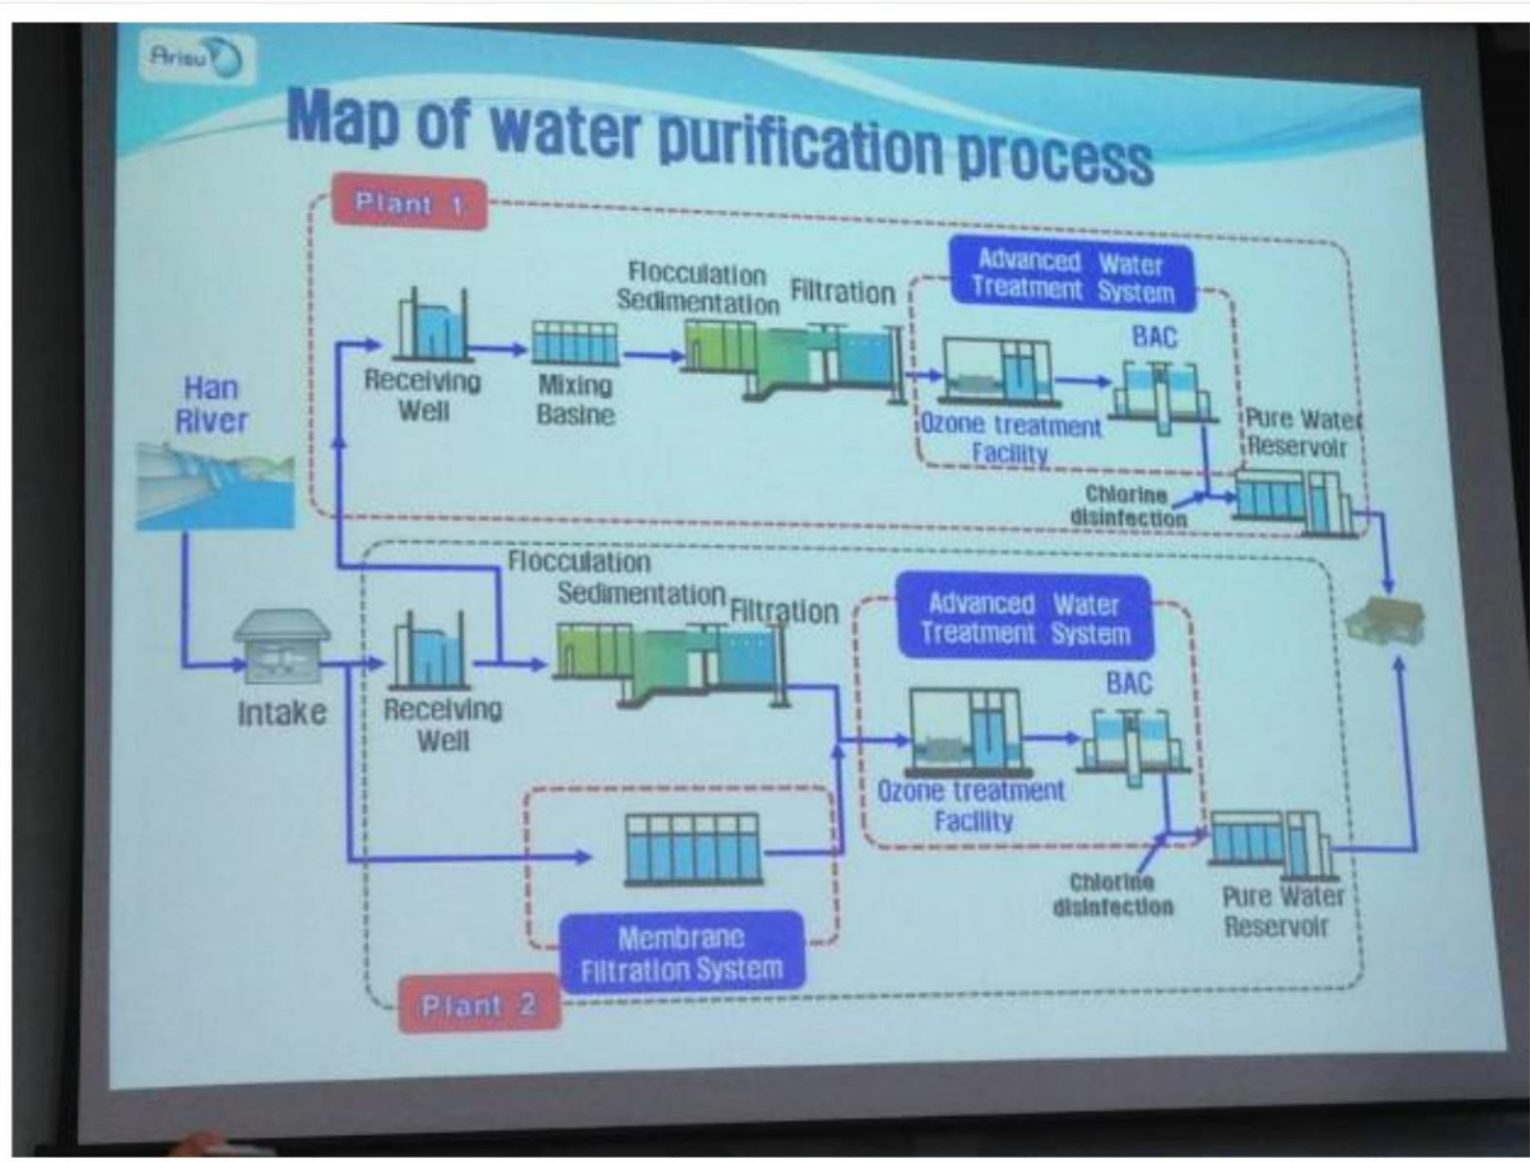 Arisu
Map of water purification process
Plant 1
Advanced Water
Treatment System
Flocculation
Sedimentation
Filtration
BAC
Receiving
Well
Mixing
Basine
Ozone treatment
Facility
Pure Water
Reservoir
Chlorine
disinfection
Han
River
Intake
Flocculation
Sedimentation
Filtration
Advanced Water
Treatment System
BAC
Receiving
Well
Ozone treatment
Facility
Chlorine
disinfection
Pure Water
Reservoir
Membrane
Filtration System
Plant 2